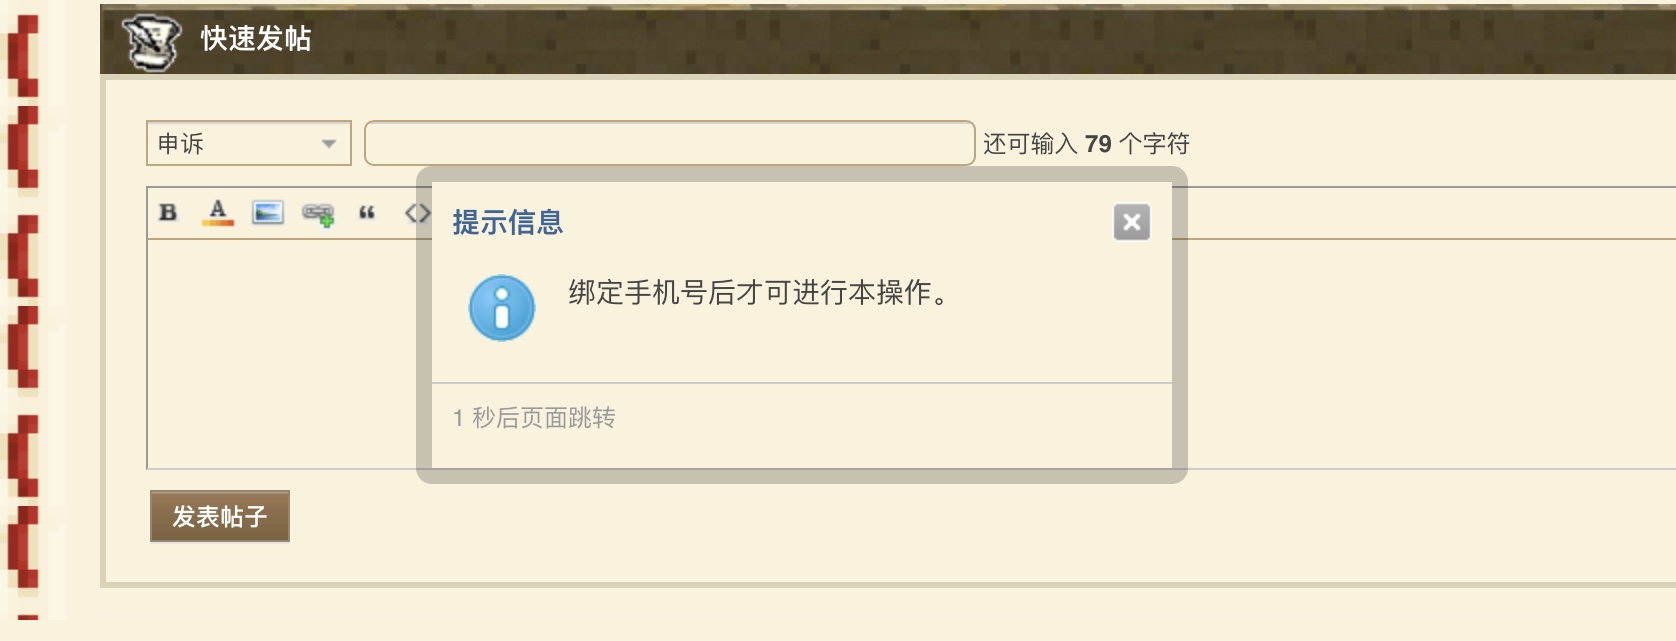 快速发帖
申诉
还可输入 79 个字符
B A “ <>
提示信息
绑定手机号后才可进行本操作。
1 秒后页面跳转
发表帖子